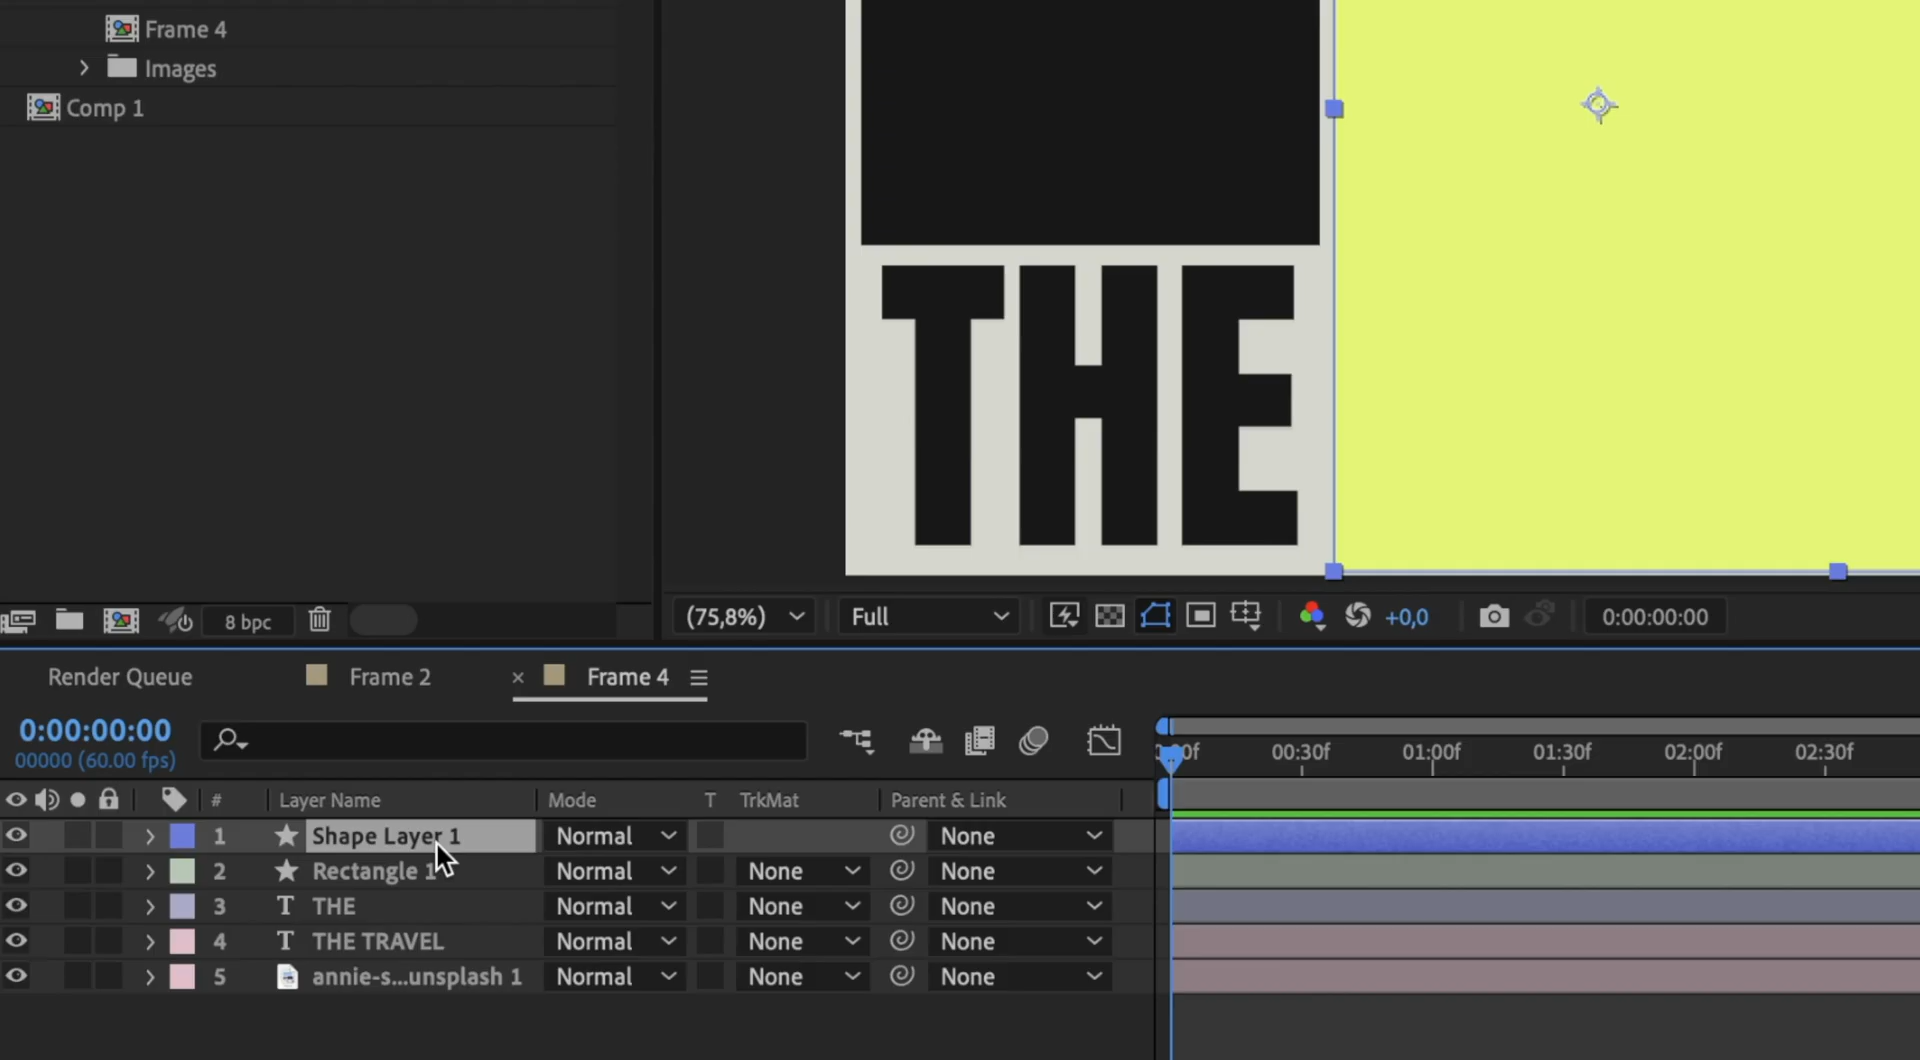 Frame 4
Images
Comp 1
THE
8 bpc
(75,8%)
Full
+0,0
0:00:00:00
Render Queue
Frame 2
× Frame 4
0:00:00:00
00000 (60.00 fps)
00:30f 01:00f 01:30f 02:00f 02:30f
# Layer Name Mode T TrkMat Parent & Link
1 Shape Layer 1 Normal None
2 Rectangle 1 Normal None None
3 T THE Normal None None
4 T THE TRAVEL Normal None None
5 annie-s...unsplash 1 Normal None None